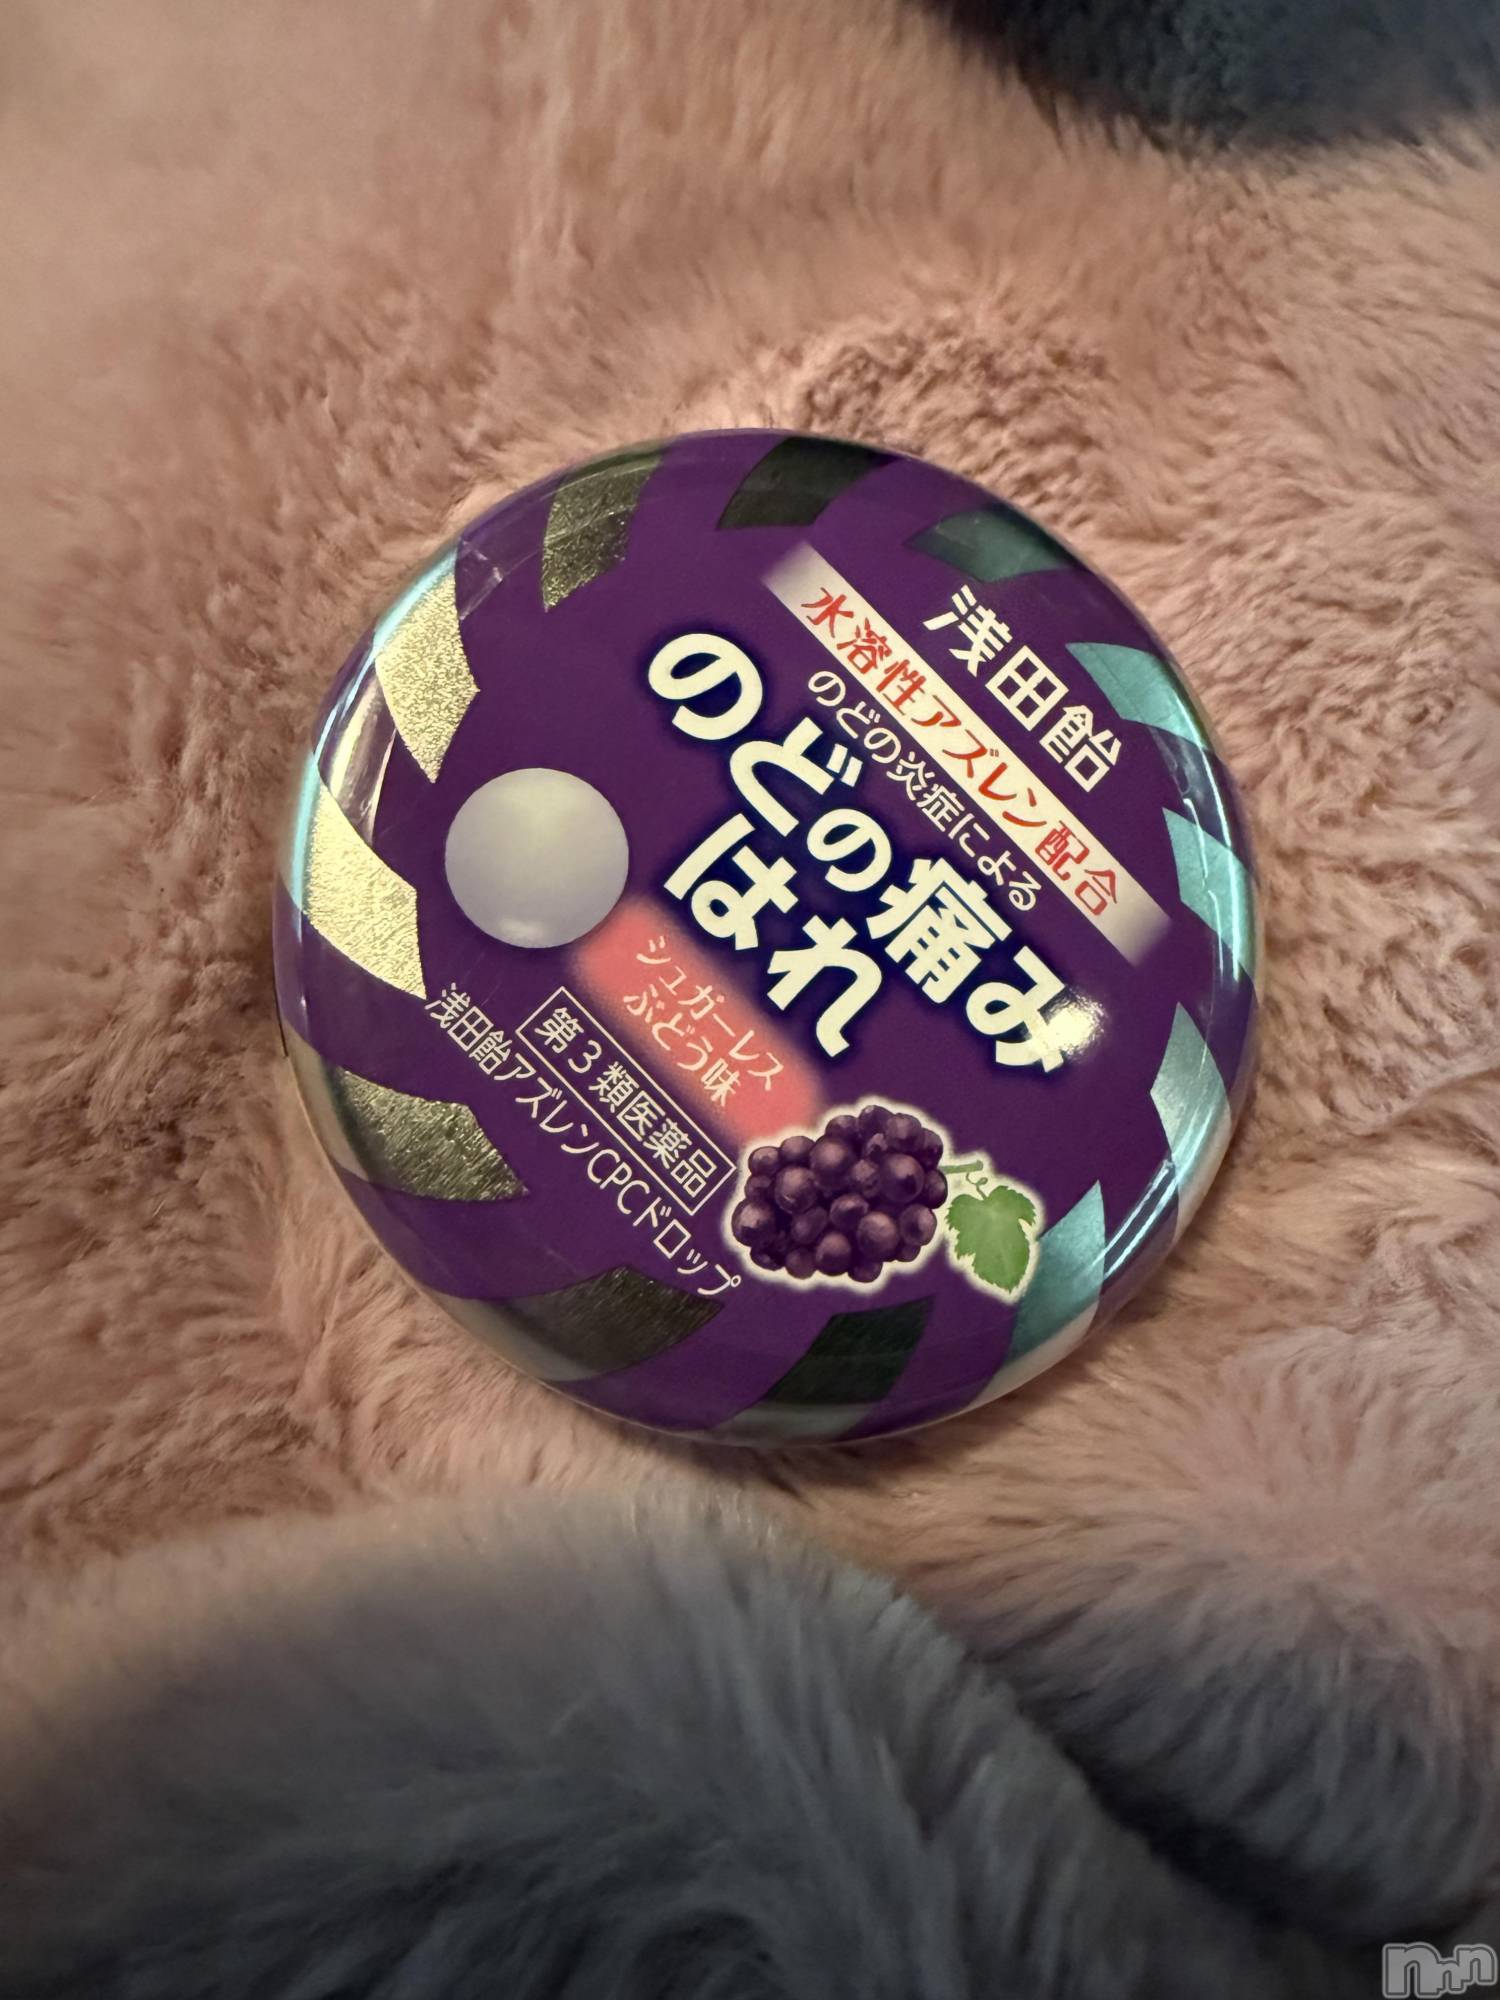 浅田飴
水溶性アズレン配合
のどの炎症による
のどの痛み
はれ
シュガーレス
ぶどう味
第3類医薬品
浅田飴アズレンCPCドロップ
nnn